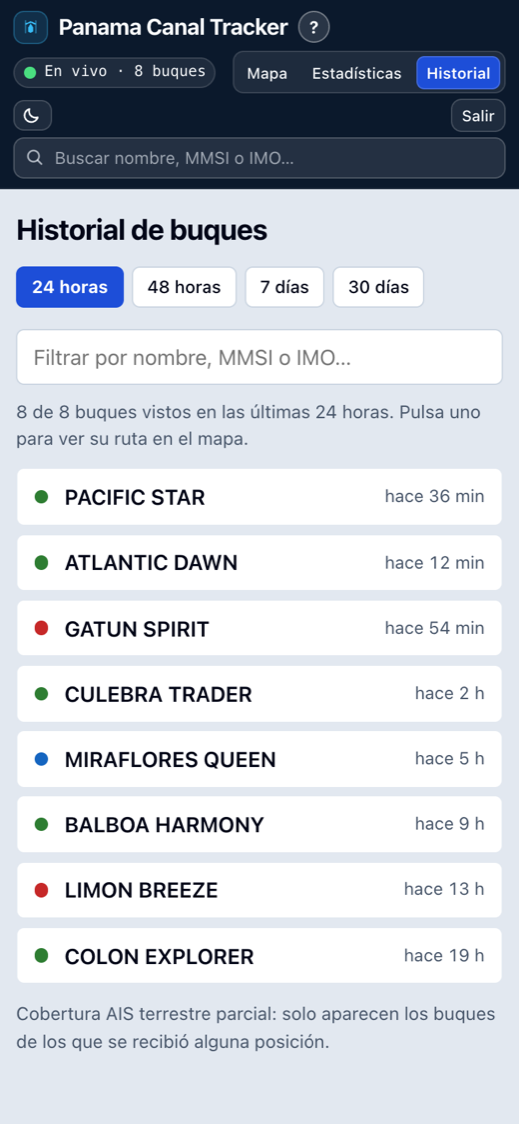 Panama Canal Tracker ?
En vivo · 8 buques
Mapa Estadísticas Historial
Salir
Buscar nombre, MMSI o IMO...
Historial de buques
24 horas 48 horas 7 días 30 días
Filtrar por nombre, MMSI o IMO...
8 de 8 buques vistos en las últimas 24 horas. Pulsa uno
para ver su ruta en el mapa.
PACIFIC STAR hace 36 min
ATLANTIC DAWN hace 12 min
GATUN SPIRIT hace 54 min
CULEBRA TRADER hace 2 h
MIRAFLORES QUEEN hace 5 h
BALBOA HARMONY hace 9 h
LIMON BREEZE hace 13 h
COLON EXPLORER hace 19 h
Cobertura AIS terrestre parcial: solo aparecen los buques
de los que se recibió alguna posición.